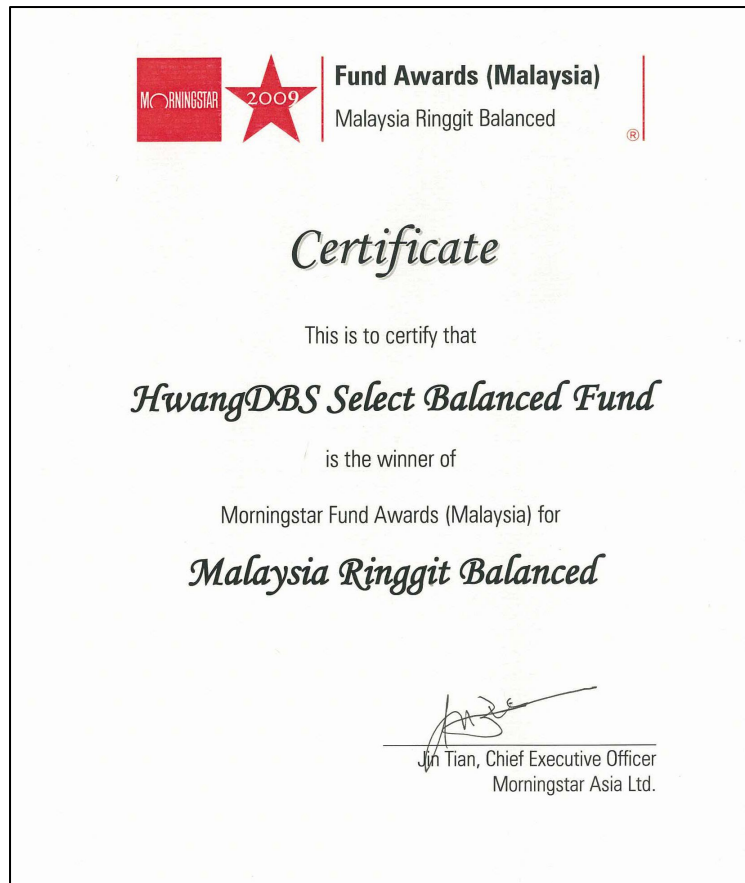 MORNINGSTAR
2009
Fund Awards (Malaysia)
Malaysia Ringgit Balanced
®
Certificate
This is to certify that
HwangDBS Select Balanced Fund
is the winner of
Morningstar Fund Awards (Malaysia) for
Malaysia Ringgit Balanced
Jin Tian, Chief Executive Officer
Morningstar Asia Ltd.